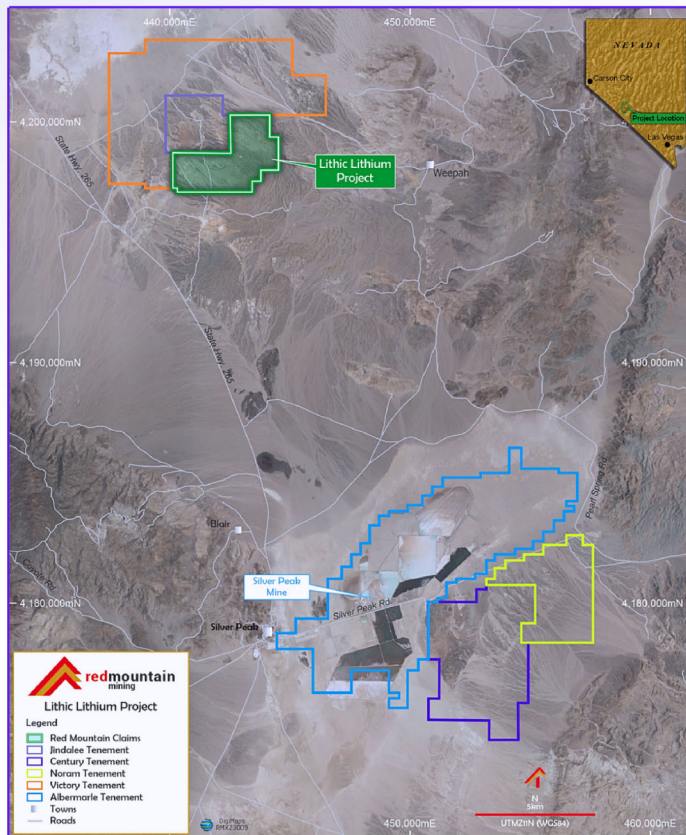 440,000mE
450,000mE
NEVADA
Carson City
Project Location
Las Vegas
4,200,000mN
State Hwy. 265
Lithic Lithium
Project
Weepah
4,190,000mN
4,190,000mN
State Hwy. 265
Pearl Spring Rd.
Blair
Silver Peak
Mine
4,180,000mN
Silver Peak Rd.
4,180,000mN
Silver Peak
redmountain
mining
Lithic Lithium Project
Legend
Red Mountain Claims
Jindalee Tenement
Century Tenement
Noram Tenement
Victory Tenement
Albermarle Tenement
Towns
Roads
DigMaps
RMX23009
N
5km
UTMZ11N (WGS84)
450,000mE
460,000mE